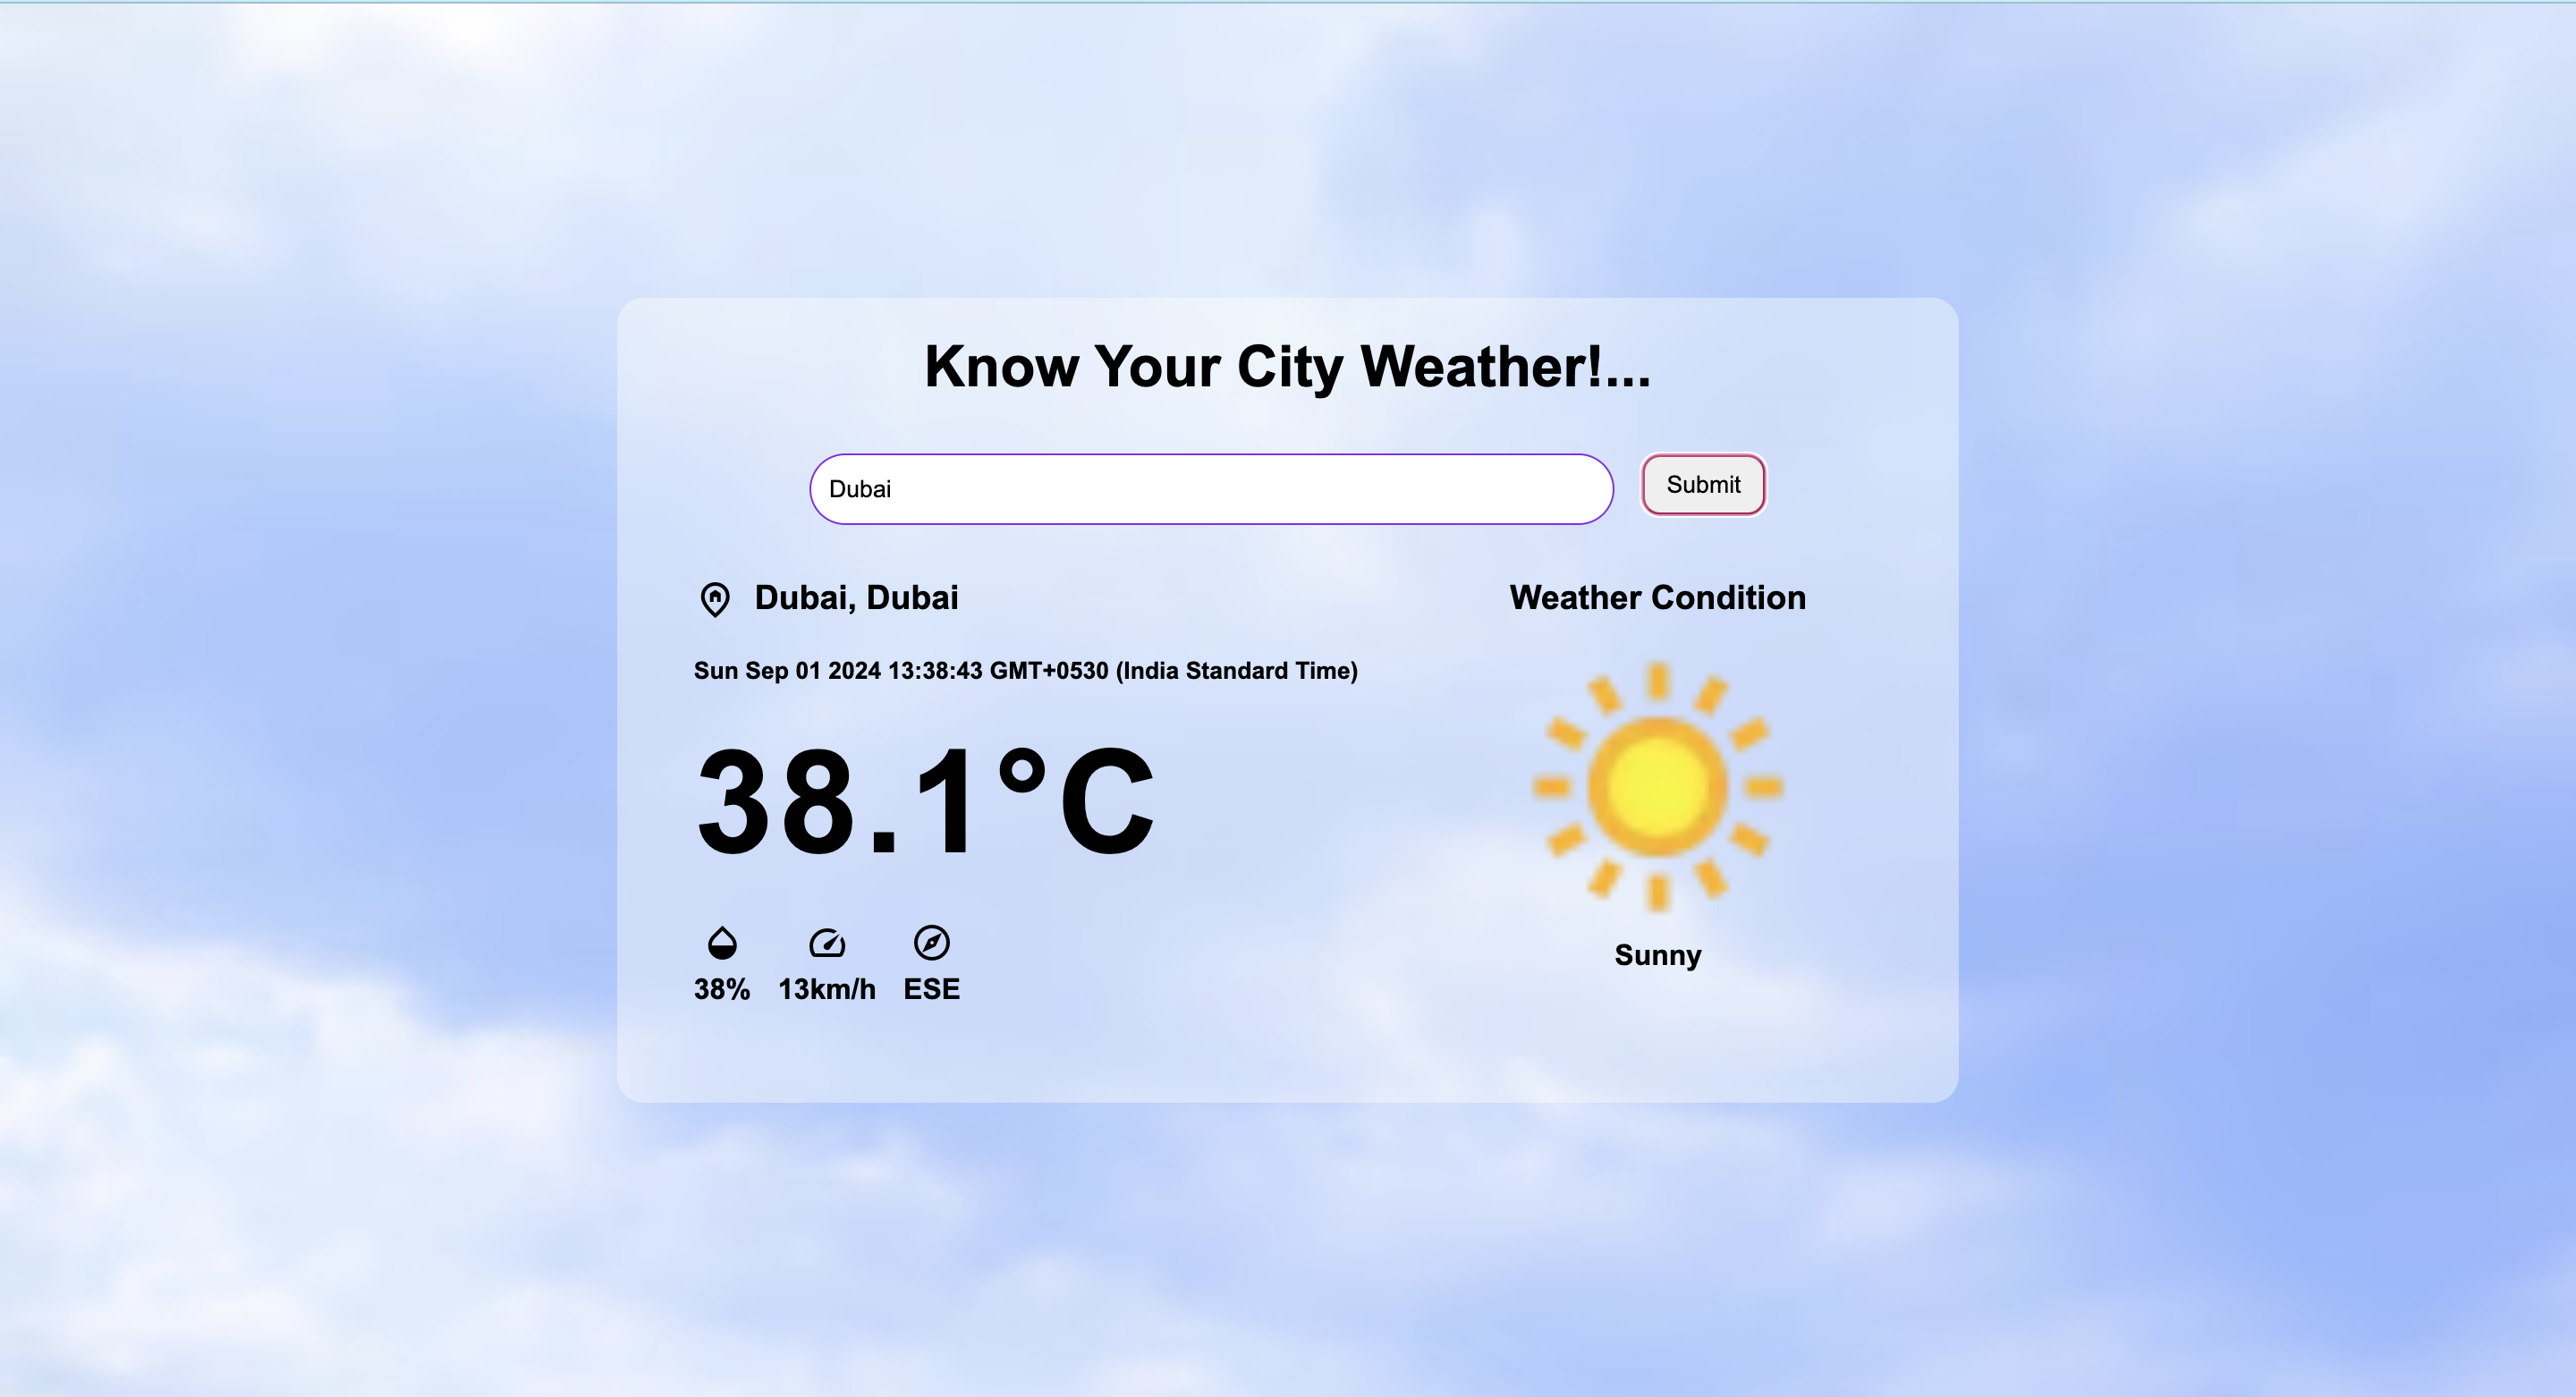 Know Your City Weather!...
Dubai
Submit
Dubai, Dubai
Sun Sep 01 2024 13:38:43 GMT+0530 (India Standard Time)
38.1°C
38%
13km/h
ESE
Weather Condition
Sunny